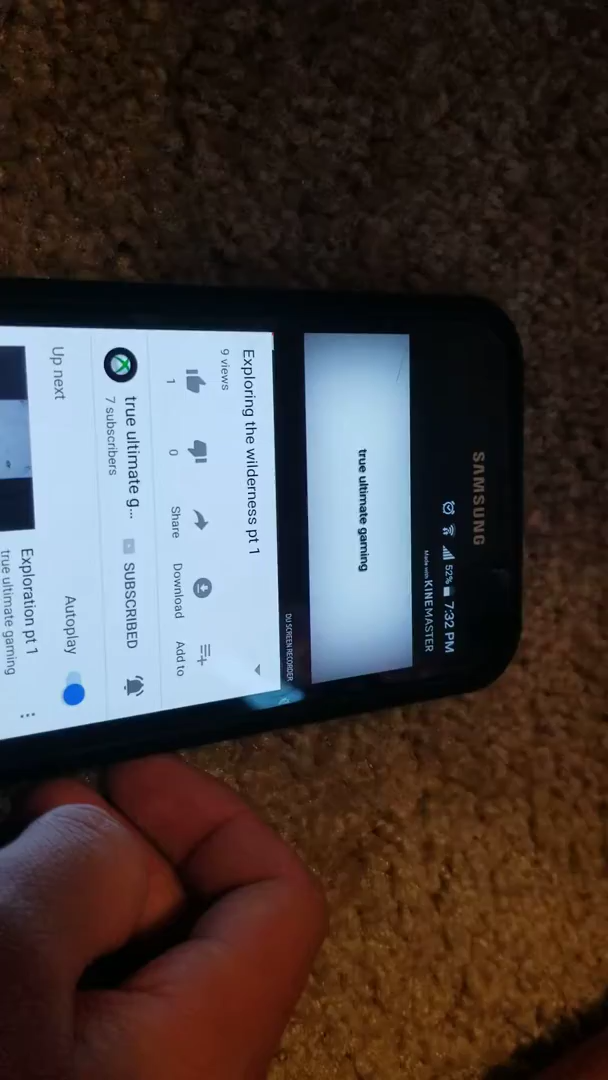 SAMSUNG
52% 7:32 PM
Made with KINEMASTER
true ultimate gaming
DU SCREEN RECORDER
Exploring the wilderness pt 1
9 views
1
0
Share
Download
Add to
true ultimate g...
7 subscribers
SUBSCRIBED
Up next
Autoplay
Exploration pt 1
true ultimate gaming